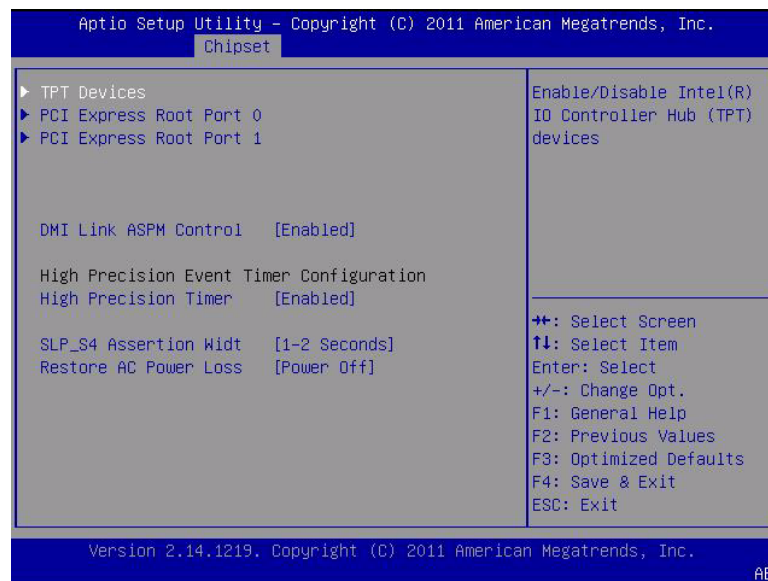 Aptio Setup Utility – Copyright (C) 2011 American Megatrends, Inc.
Chipset
TPT Devices
PCI Express Root Port 0
PCI Express Root Port 1
DMI Link ASPM Control [Enabled]
High Precision Event Timer Configuration
High Precision Timer [Enabled]
SLP_S4 Assertion Widt [1-2 Seconds]
Restore AC Power Loss [Power Off]
Enable/Disable Intel(R)
IO Controller Hub (TPT)
devices
→←: Select Screen
↑↓: Select Item
Enter: Select
+/-: Change Opt.
F1: General Help
F2: Previous Values
F3: Optimized Defaults
F4: Save & Exit
ESC: Exit
Version 2.14.1219. Copyright (C) 2011 American Megatrends, Inc.